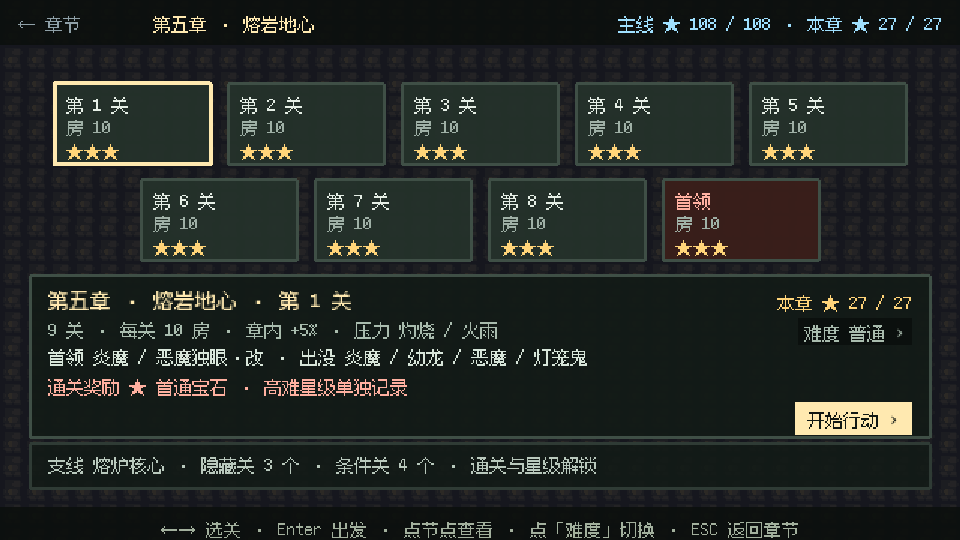 ← 章节 第五章 · 熔岩地心 主线 ★ 108 / 108 · 本章 ★ 27 / 27
第 1 关
房 10
★★★
第 2 关
房 10
★★★
第 3 关
房 10
★★★
第 4 关
房 10
★★★
第 5 关
房 10
★★★
第 6 关
房 10
★★★
第 7 关
房 10
★★★
第 8 关
房 10
★★★
首领
房 10
★★★
第五章 · 熔岩地心 · 第 1 关
本章 ★ 27 / 27
9 关 · 每关 10 房 · 章内 +5% · 压力 灼烧 / 火雨
难度 普通 ›
首领 炎魔 / 恶魔独眼·改 · 出没 炎魔 / 幼龙 / 恶魔 / 灯笼鬼
通关奖励 ★ 首通宝石 · 高难星级单独记录
开始行动 ›
支线 熔炉核心 · 隐藏关 3 个 · 条件关 4 个 · 通关与星级解锁
←→ 选关 · Enter 出发 · 点节点查看 · 点「难度」切换 · ESC 返回章节